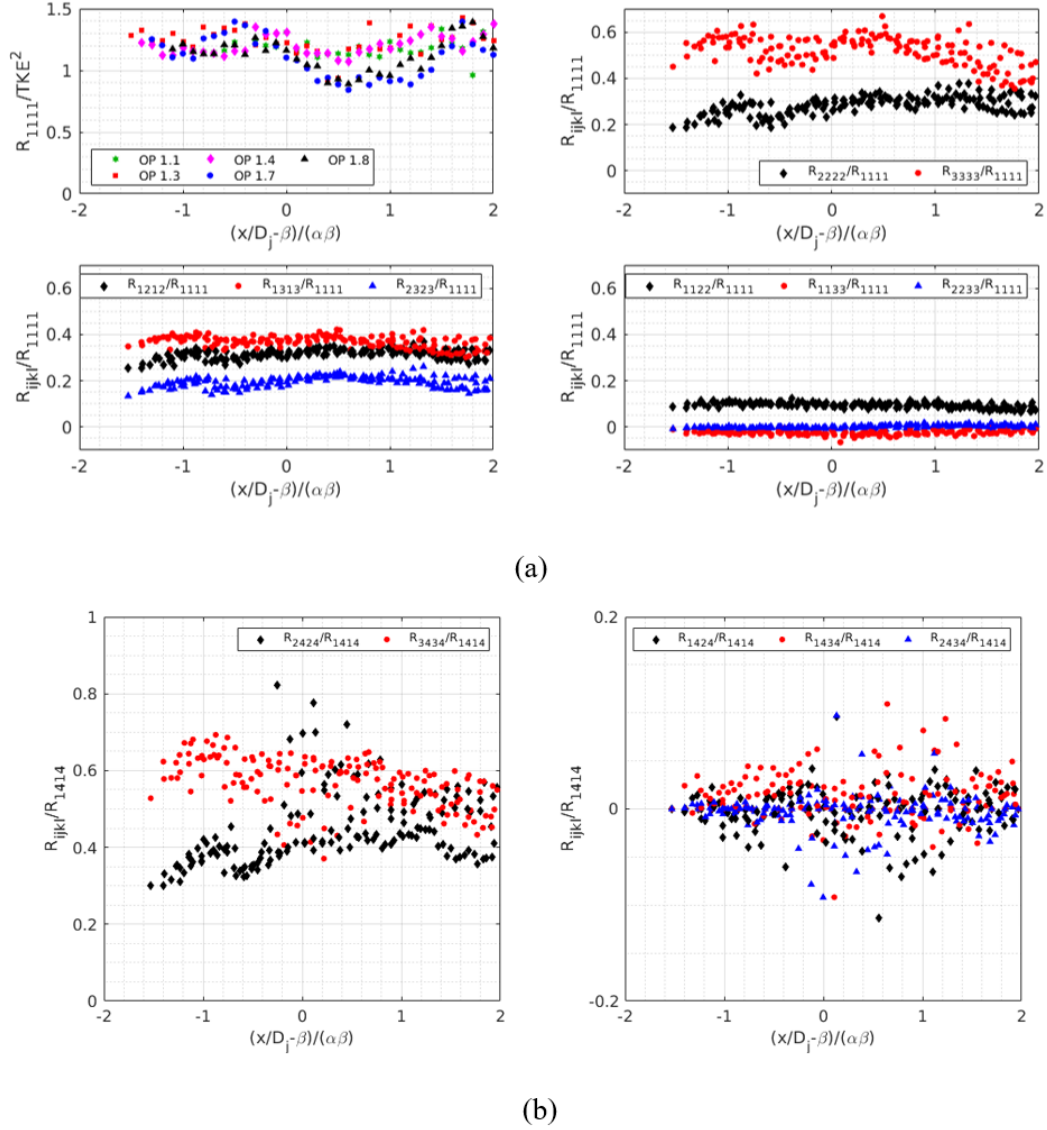 R1111/TKE2
1.5
1
0.5
0
OP 1.1
OP 1.4
OP 1.8
OP 1.3
OP 1.7
-2
-1
0
1
2
(x/Dj-β)/(αβ)
Rijkl/R1111
0.6
0.4
0.2
0
R2222/R1111
R3333/R1111
-2
-1
0
1
2
(x/Dj-β)/(αβ)
Rijkl/R1111
0.6
0.4
0.2
0
R1212/R1111
R1313/R1111
R2323/R1111
-2
-1
0
1
2
(x/Dj-β)/(αβ)
Rijkl/R1111
0.6
0.4
0.2
0
R1122/R1111
R1133/R1111
R2233/R1111
-2
-1
0
1
2
(x/Dj-β)/(αβ)
(a)
Rijkl/R1414
1
0.8
0.6
0.4
0.2
0
R2424/R1414
R3434/R1414
-2
-1
0
1
2
(x/Dj-β)/(αβ)
Rijkl/R1414
0.2
0
-0.2
R1424/R1414
R1434/R1414
R2434/R1414
-2
-1
0
1
2
(x/Dj-β)/(αβ)
(b)